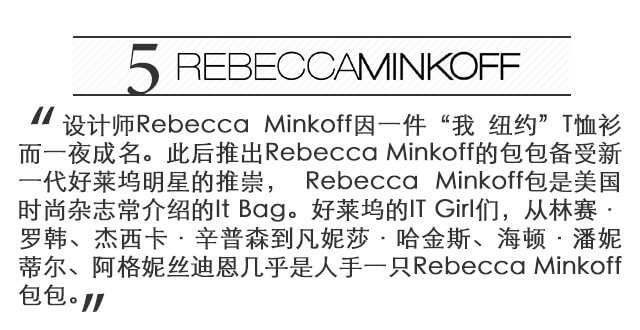 5 REBECCAMINKOFF
“ 设计师Rebecca Minkoff因一件“我 纽约”T恤衫
而一夜成名。此后推出Rebecca Minkoff的包包备受新
一代好莱坞明星的推崇， Rebecca Minkoff包是美国
时尚杂志常介绍的It Bag。好莱坞的IT Girl们，从林赛·
罗韩、杰西卡·辛普森到凡妮莎·哈金斯、海顿·潘妮
蒂尔、阿格妮丝迪恩几乎是人手一只Rebecca Minkoff
包包。”